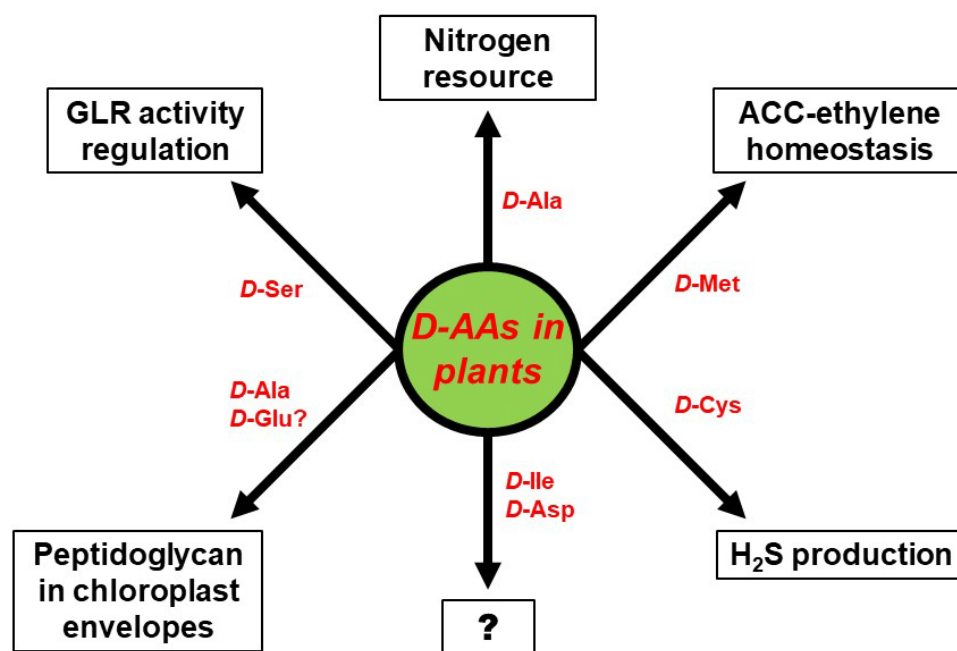 Nitrogen
resource
GLR activity
regulation
ACC-ethylene
homeostasis
D-Ala
D-Ser
D-Met
D-AAs in
plants
D-Ala
D-Glu?
D-Cys
D-Ile
D-Asp
Peptidoglycan
in chloroplast
envelopes
H₂S production
?